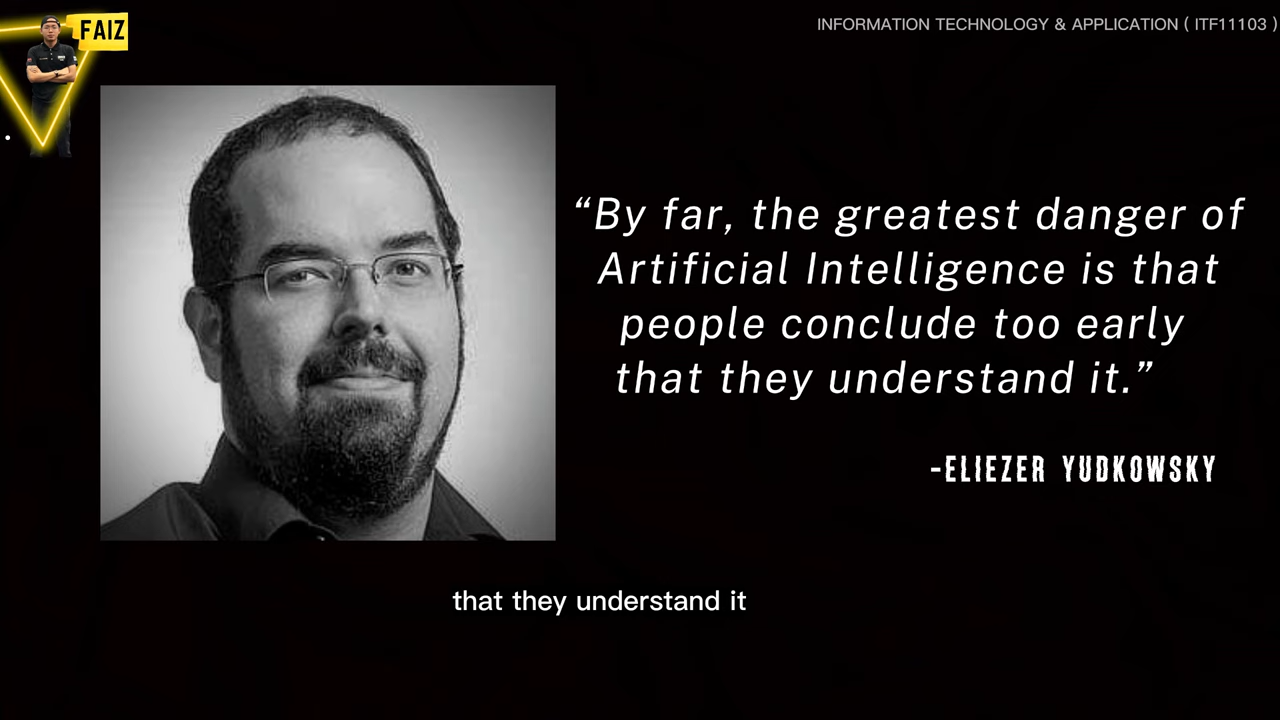 FAIZ
INFORMATION TECHNOLOGY & APPLICATION ( ITF11103 )
“By far, the greatest danger of
Artificial Intelligence is that
people conclude too early
that they understand it.”
-ELIEZER YUDKOWSKY
that they understand it